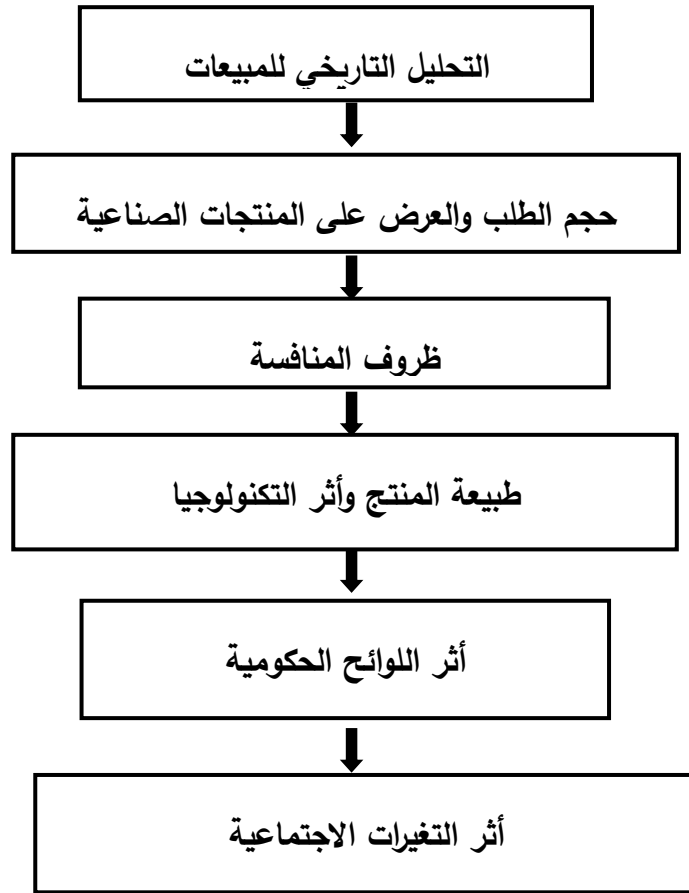 التحليل التاريخي للمبيعات
حجم الطلب والعرض على المنتجات الصناعية
ظروف المنافسة
طبيعة المنتج وأثر التكنولوجيا
أثر اللوائح الحكومية
أثر التغيرات الاجتماعية